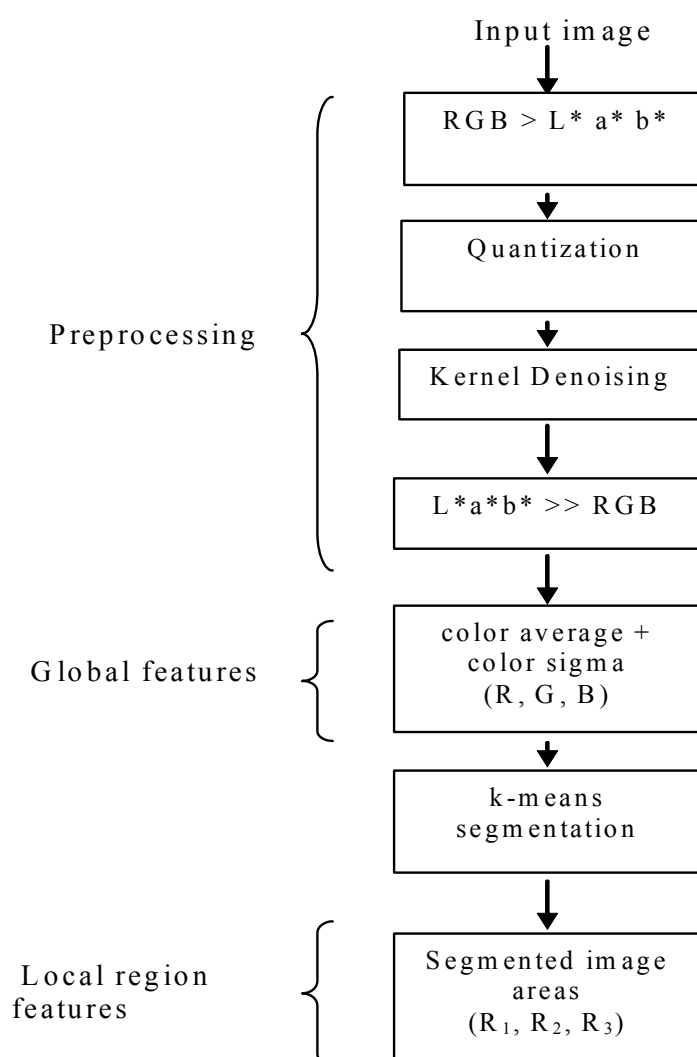 Input image
RGB > L* a* b*
Quantization
Preprocessing
Kernel Denoising
L*a*b* >> RGB
color average +
color sigma
(R, G, B)
Global features
k-means
segmentation
Segmented image
areas
(R₁, R₂, R₃)
Local region
features